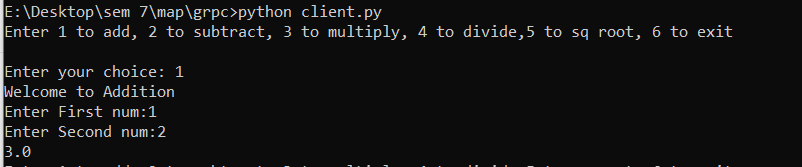 E:\Desktop\sem 7\map\grpc>python client.py
Enter 1 to add, 2 to subtract, 3 to multiply, 4 to divide,5 to sq root, 6 to exit
Enter your choice: 1
Welcome to Addition
Enter First num:1
Enter Second num:2
3.0